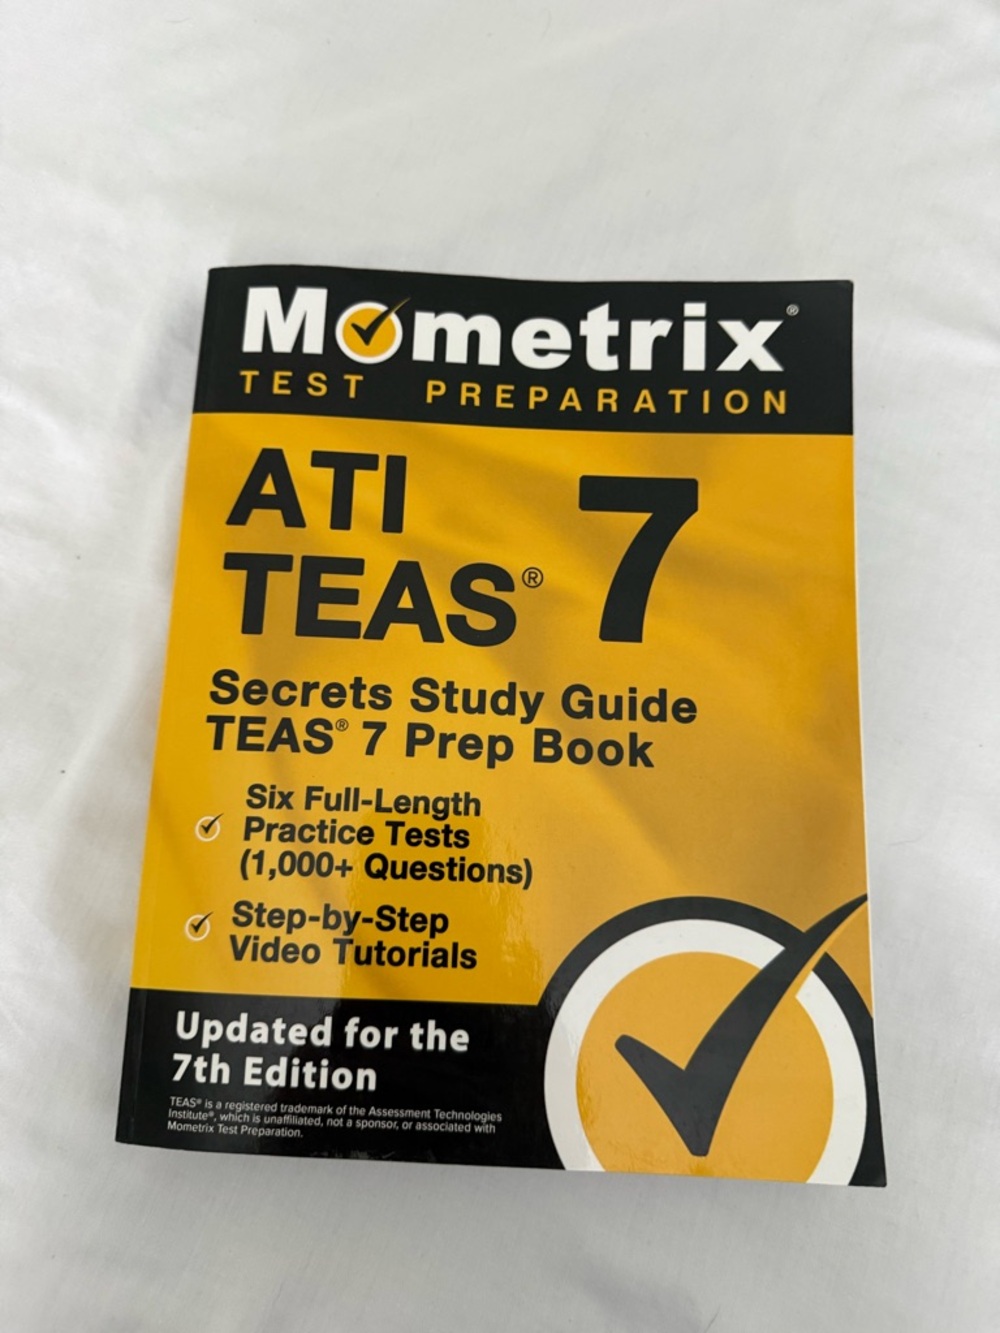 Mometrix®
TEST PREPARATION
ATI
TEAS® 7
Secrets Study Guide
TEAS® 7 Prep Book
Six Full-Length
Practice Tests
(1,000+ Questions)
Step-by-Step
Video Tutorials
Updated for the
7th Edition
TEAS® is a registered trademark of the Assessment Technologies
Institute®, which is unaffiliated, not a sponsor, or associated with
Mometrix Test Preparation.